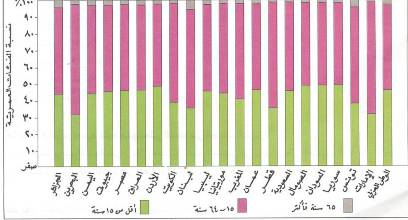 نسبة الفئات العمرية
٪١٠٠
٩٠
٨٠
٧٠
٦٠
٥٠
٤٠
٣٠
٢٠
١٠
صفر
الجزائر
البحرين
اليمن
جيبوتي
مصر
العراق
الأردن
الكويت
لبنان
ليبيا
موريتانيا
المغرب
عمان
قطر
السعودية
الصومال
السودان
سوريا
تونس
الإمارات
الوطن العربي
أقل من ١٥ سنة
١٥ــ٦٤ سنة
٦٥ سنة فأكثر